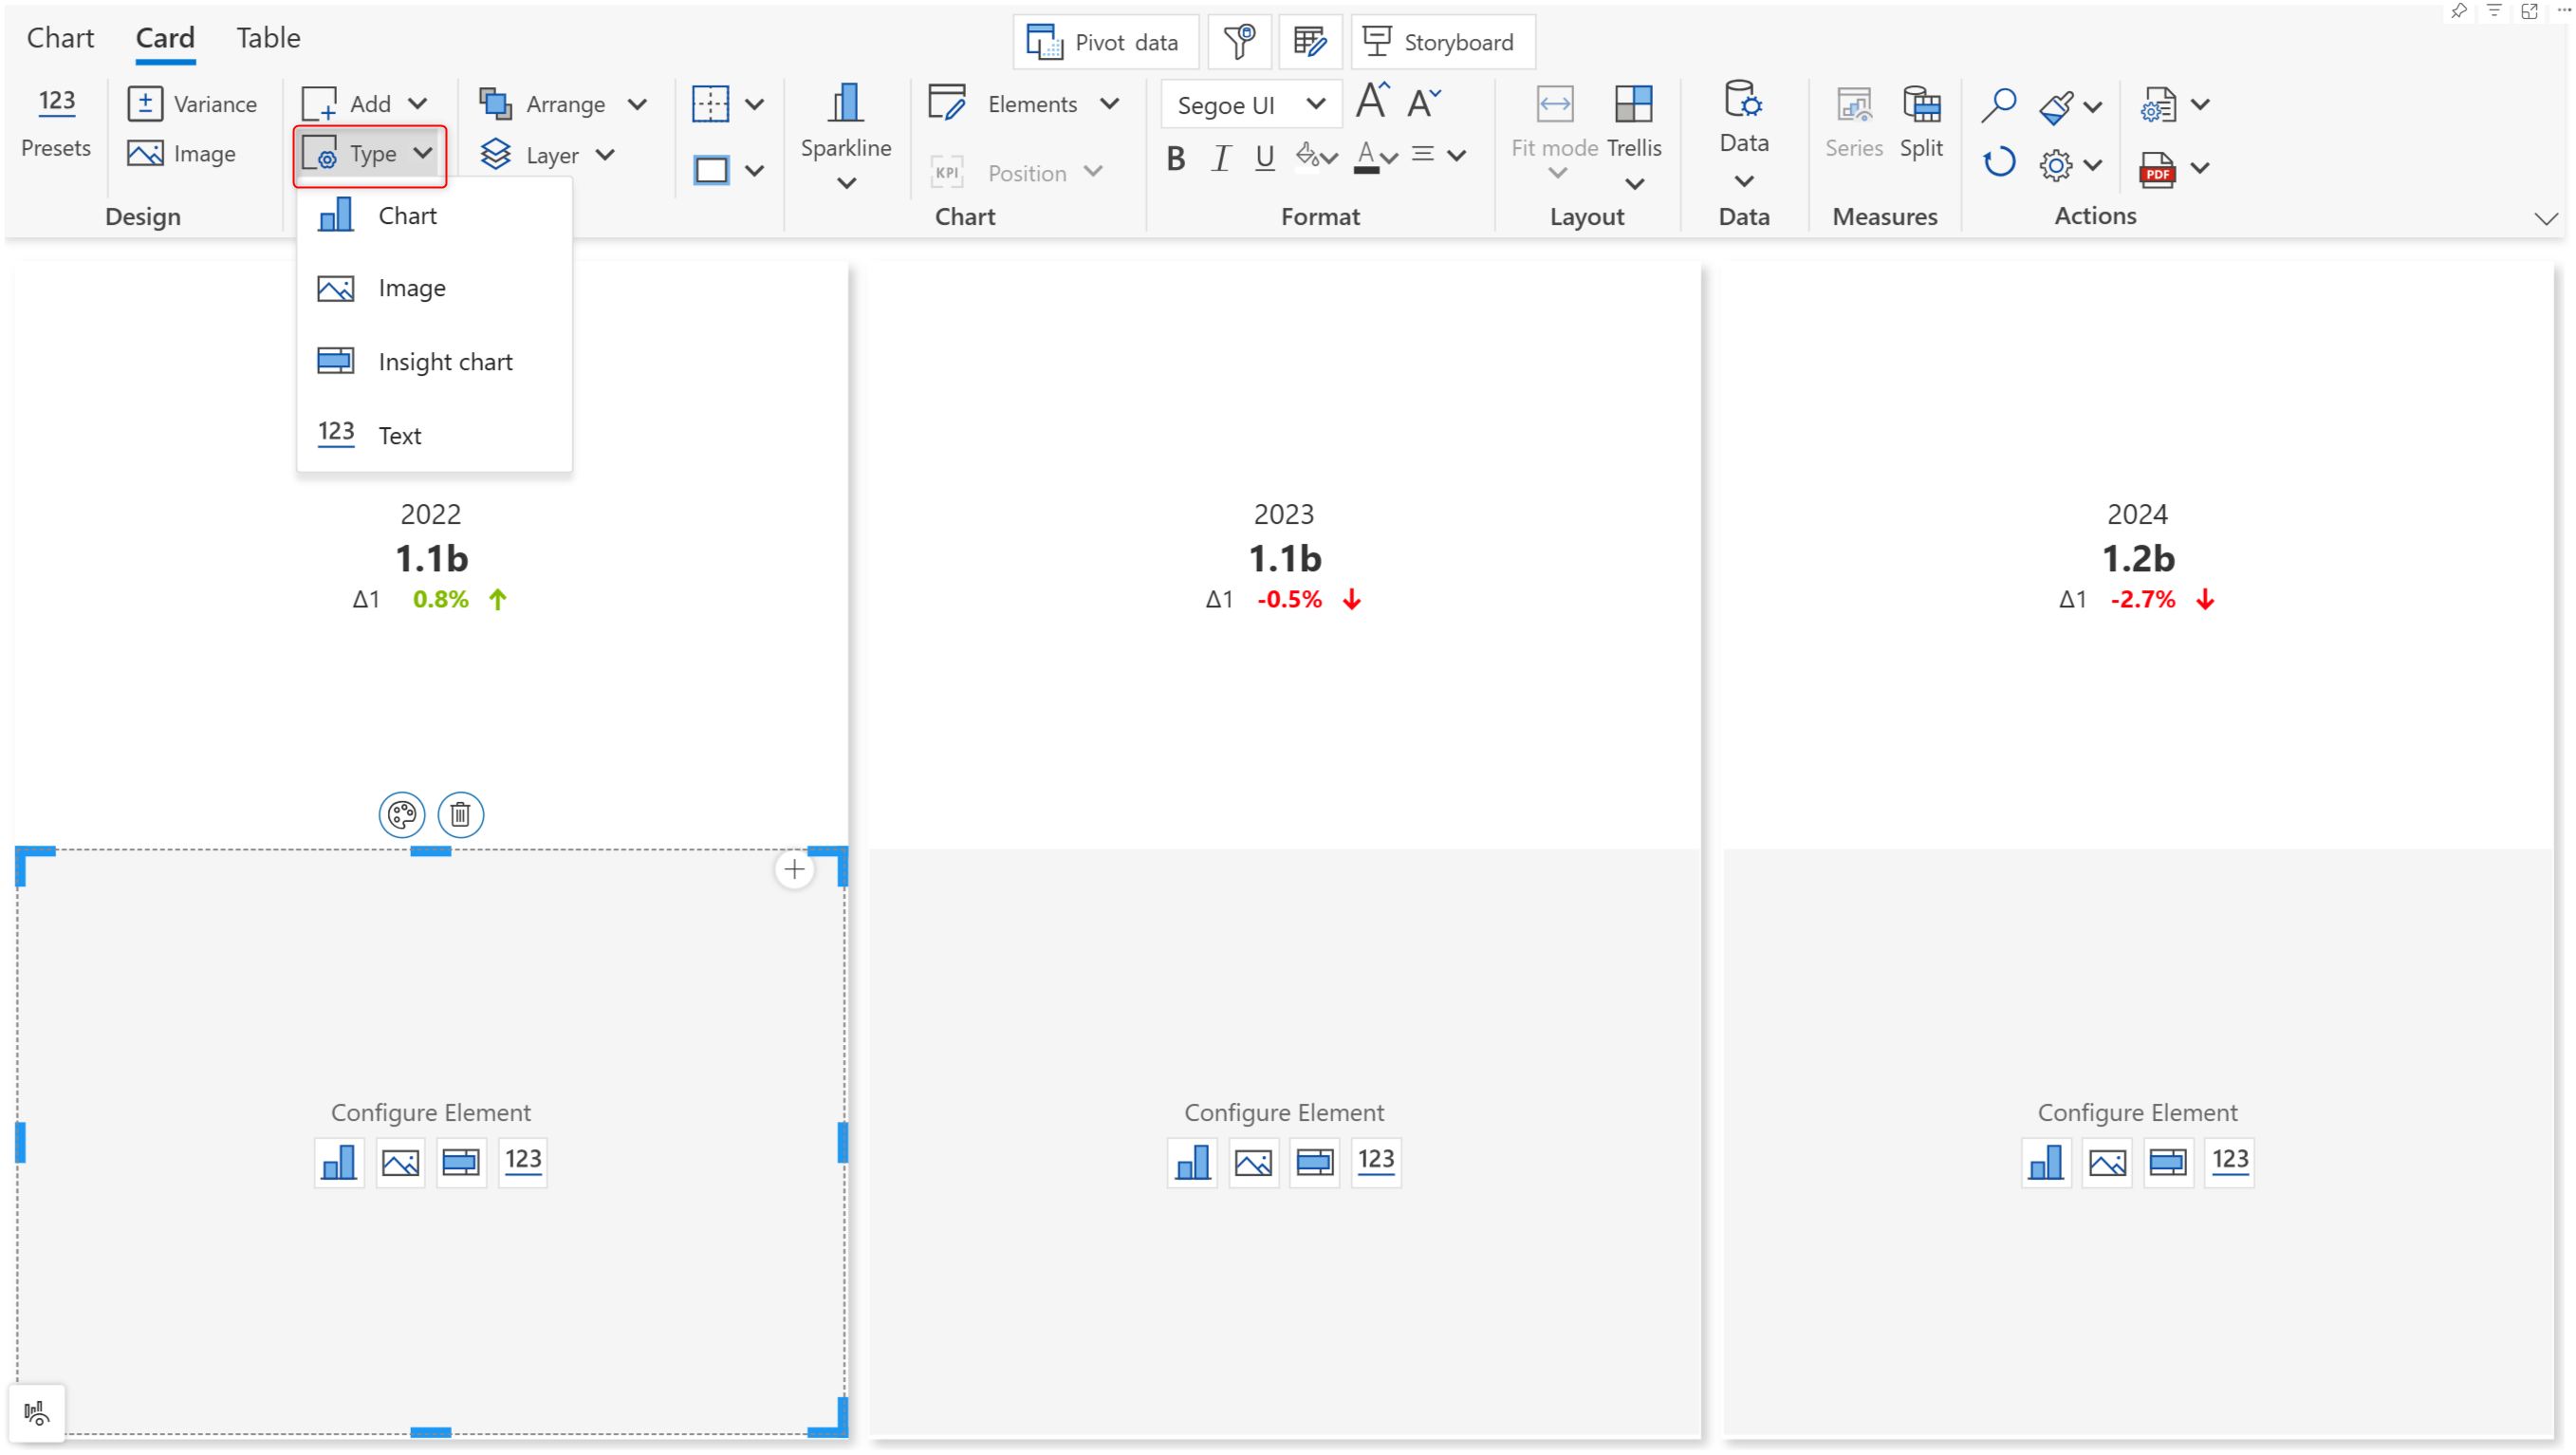 Chart Card Table
Pivot data
Storyboard
123
Presets
Variance
Image
Design
Add
Type
Arrange
Layer
Sparkline
Elements
KPI Position
Chart
Segoe UI
A A
B I U A
Format
Fit mode
Trellis
Layout
Data
Data
Series
Split
Measures
PDF
Actions
Chart
Image
Insight chart
123 Text
2022
1.1b
Δ1 0.8%
2023
1.1b
Δ1 -0.5%
2024
1.2b
Δ1 -2.7%
Configure Element
123
Configure Element
123
Configure Element
123